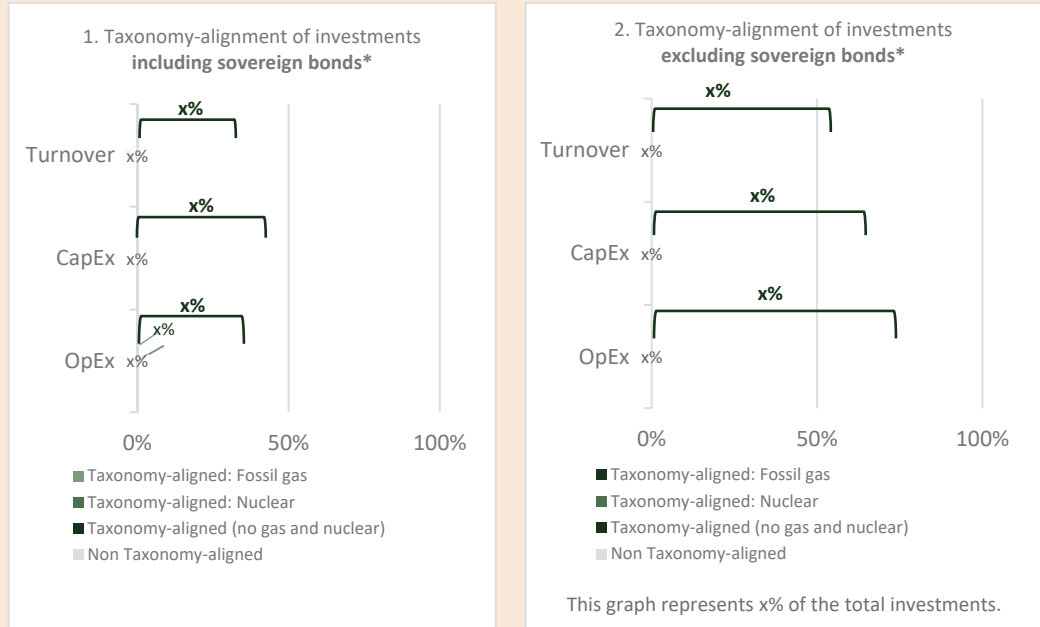 1. Taxonomy-alignment of investments
including sovereign bonds*
x%
Turnover x%
x%
CapEx x%
x%
x%
OpEx x%
0% 50% 100%
Taxonomy-aligned: Fossil gas
Taxonomy-aligned: Nuclear
Taxonomy-aligned (no gas and nuclear)
Non Taxonomy-aligned
2. Taxonomy-alignment of investments
excluding sovereign bonds*
x%
Turnover x%
x%
CapEx x%
x%
OpEx x%
0% 50% 100%
Taxonomy-aligned: Fossil gas
Taxonomy-aligned: Nuclear
Taxonomy-aligned (no gas and nuclear)
Non Taxonomy-aligned
This graph represents x% of the total investments.